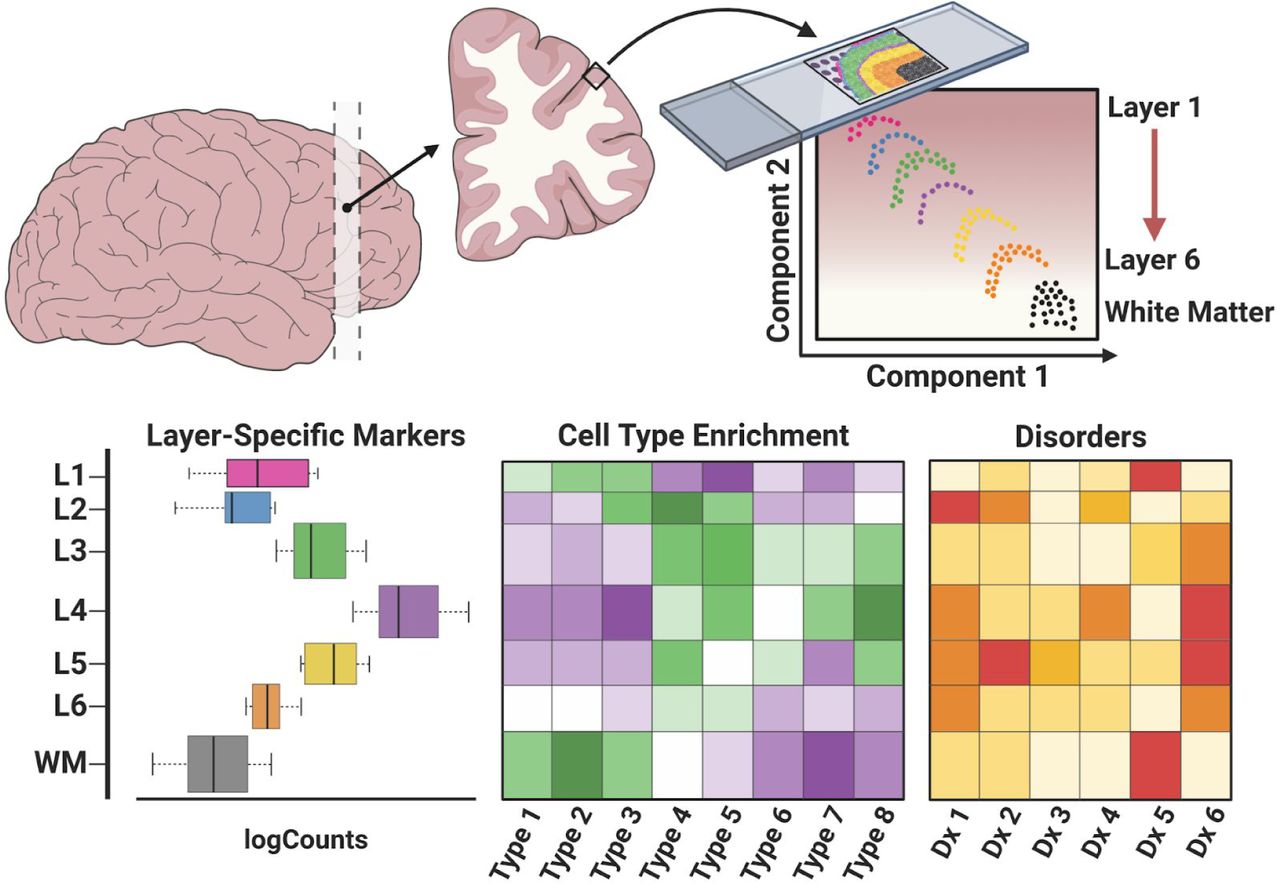 Layer 1
Layer 6
White Matter
Component 2
Component 1
Layer-Specific Markers
L1
L2
L3
L4
L5
L6
WM
logCounts
Cell Type Enrichment
Type 1
Type 2
Type 3
Type 4
Type 5
Type 6
Type 7
Type 8
Disorders
Dx 1
Dx 2
Dx 3
Dx 4
Dx 5
Dx 6